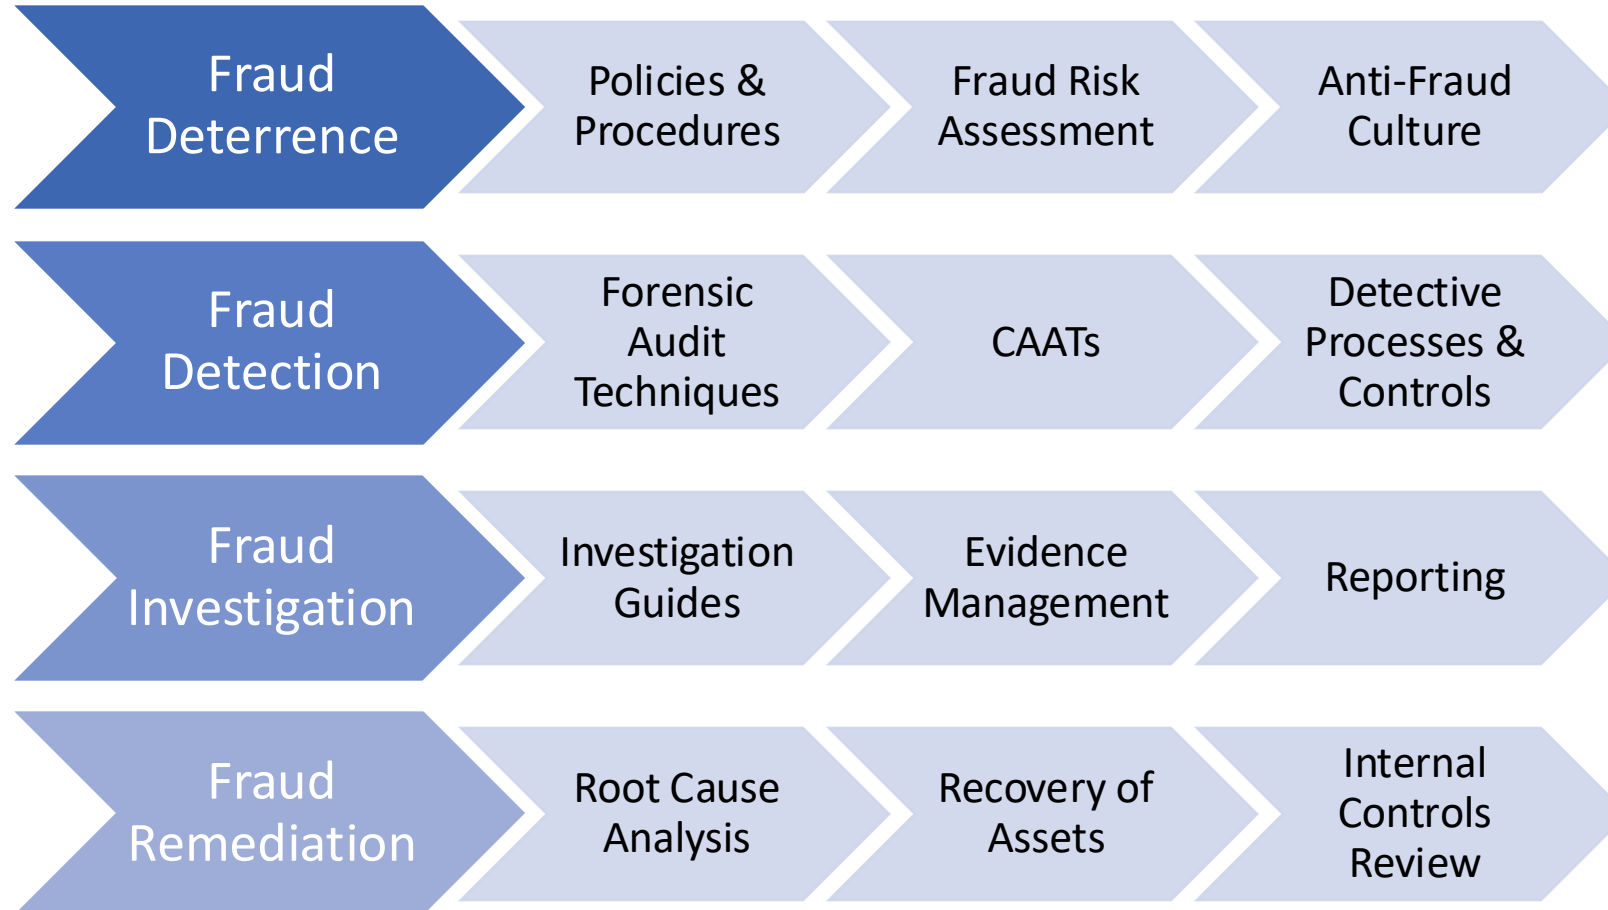 Fraud
Deterrence
Policies &
Procedures
Fraud Risk
Assessment
Anti-Fraud
Culture
Fraud
Detection
Forensic
Audit
Techniques
CAATs
Detective
Processes &
Controls
Fraud
Investigation
Investigation
Guides
Evidence
Management
Reporting
Fraud
Remediation
Root Cause
Analysis
Recovery of
Assets
Internal
Controls
Review